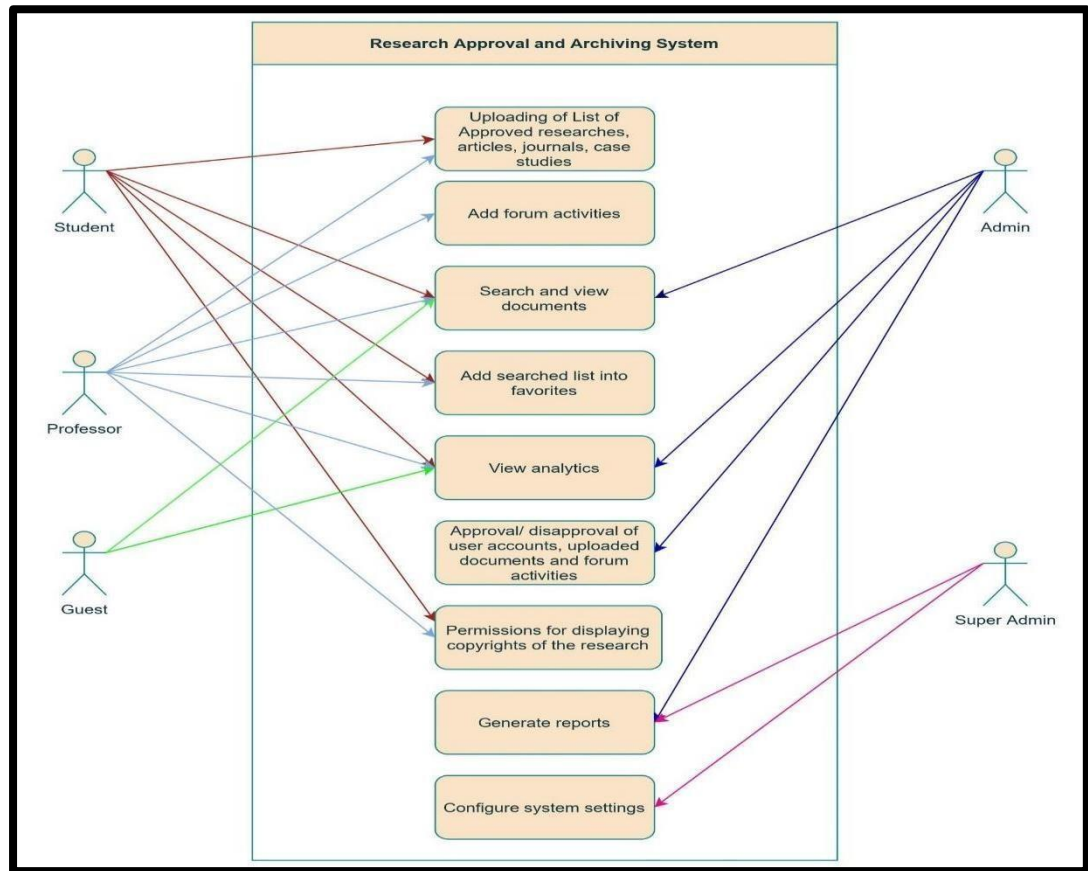 Research Approval and Archiving System
Uploading of List of
Approved researches,
articles, journals, case
studies
Student
Add forum activities
Admin
Search and view
documents
Professor
Add searched list into
favorites
View analytics
Guest
Approval/ disapproval of
user accounts, uploaded
documents and forum
activities
Super Admin
Permissions for displaying
copyrights of the research
Generate reports
Configure system settings